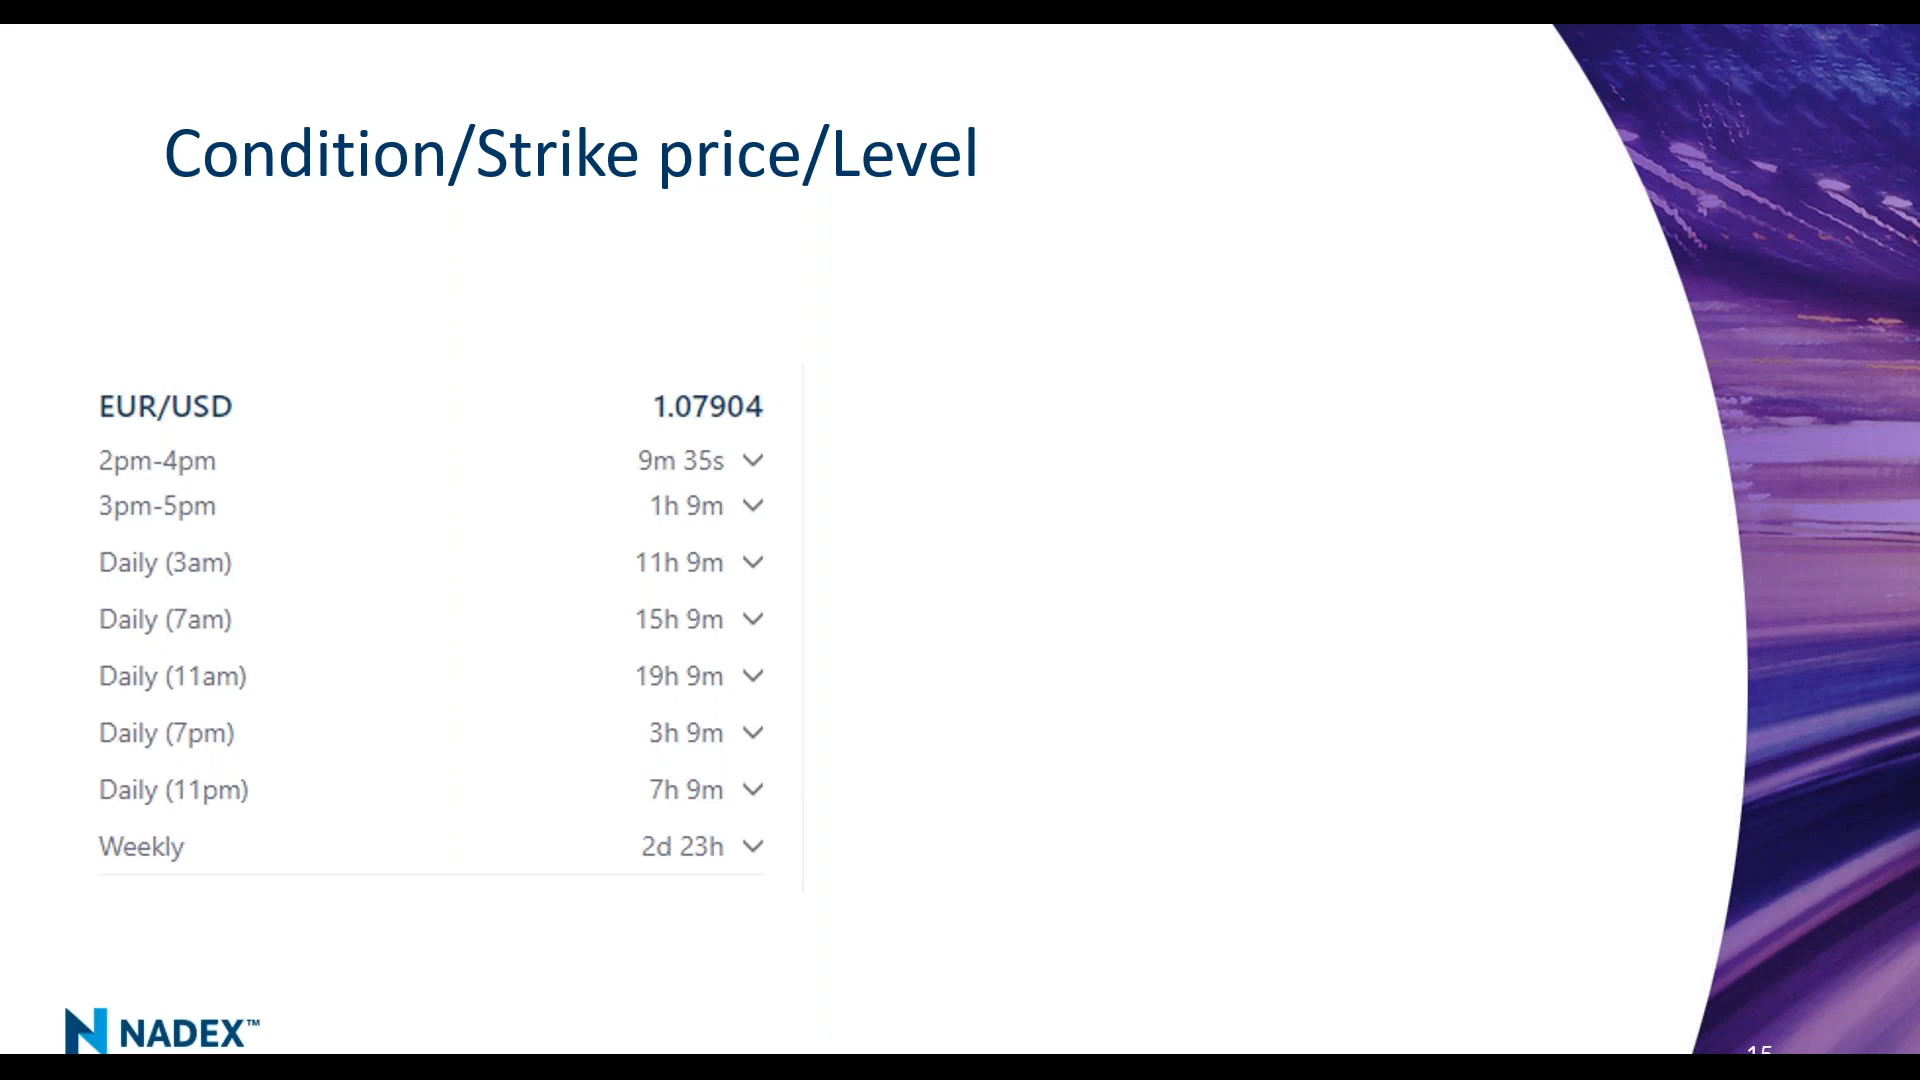 Condition/Strike price/Level
EUR/USD 1.07904
2pm-4pm 9m 35s
3pm-5pm 1h 9m
Daily (3am) 11h 9m
Daily (7am) 15h 9m
Daily (11am) 19h 9m
Daily (7pm) 3h 9m
Daily (11pm) 7h 9m
Weekly 2d 23h
NADEX™
15